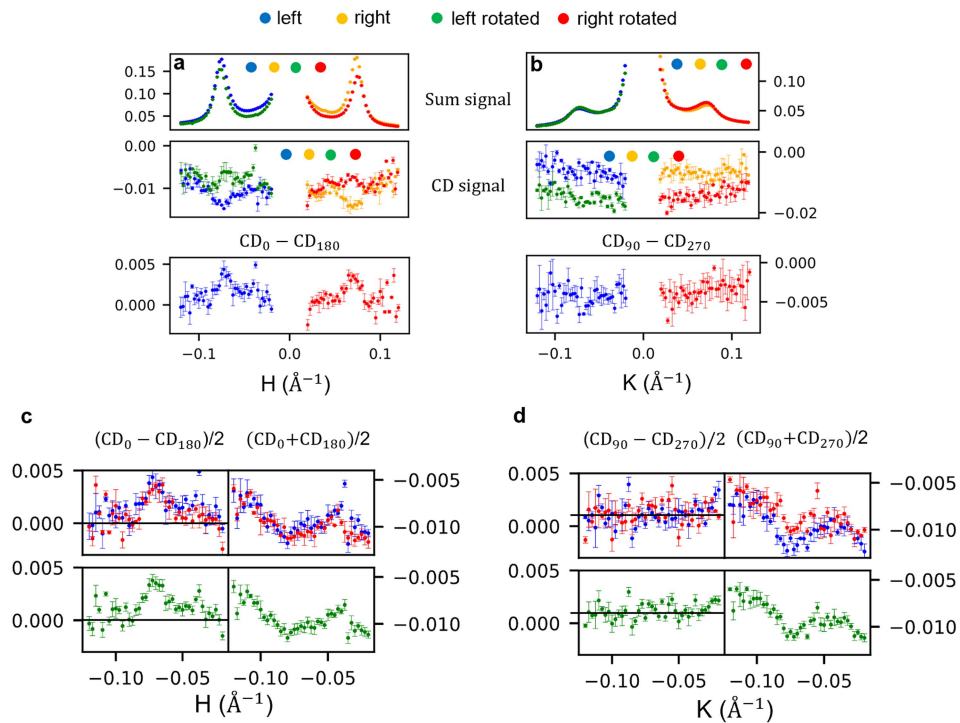 left right left rotated right rotated
a b
0.15
0.10
0.05
Sum signal
0.10
0.05
0.00
−0.01
CD signal
0.00
−0.02
CD₀ − CD₁₈₀ CD₉₀ − CD₂₇₀
0.005
0.000
0.000
−0.005
−0.1 0.0 0.1 −0.1 0.0 0.1
H (Å⁻¹) K (Å⁻¹)
c d
(CD₀ − CD₁₈₀)/2 (CD₀+CD₁₈₀)/2 (CD₉₀ − CD₂₇₀)/2 (CD₉₀+CD₂₇₀)/2
0.005
0.000
−0.005
−0.010
0.005
0.000
−0.005
−0.010
0.005
0.000
−0.005
−0.010
0.005
0.000
−0.005
−0.010
−0.10 −0.05 −0.10 −0.05 −0.10 −0.05 −0.10 −0.05
H (Å⁻¹) K (Å⁻¹)